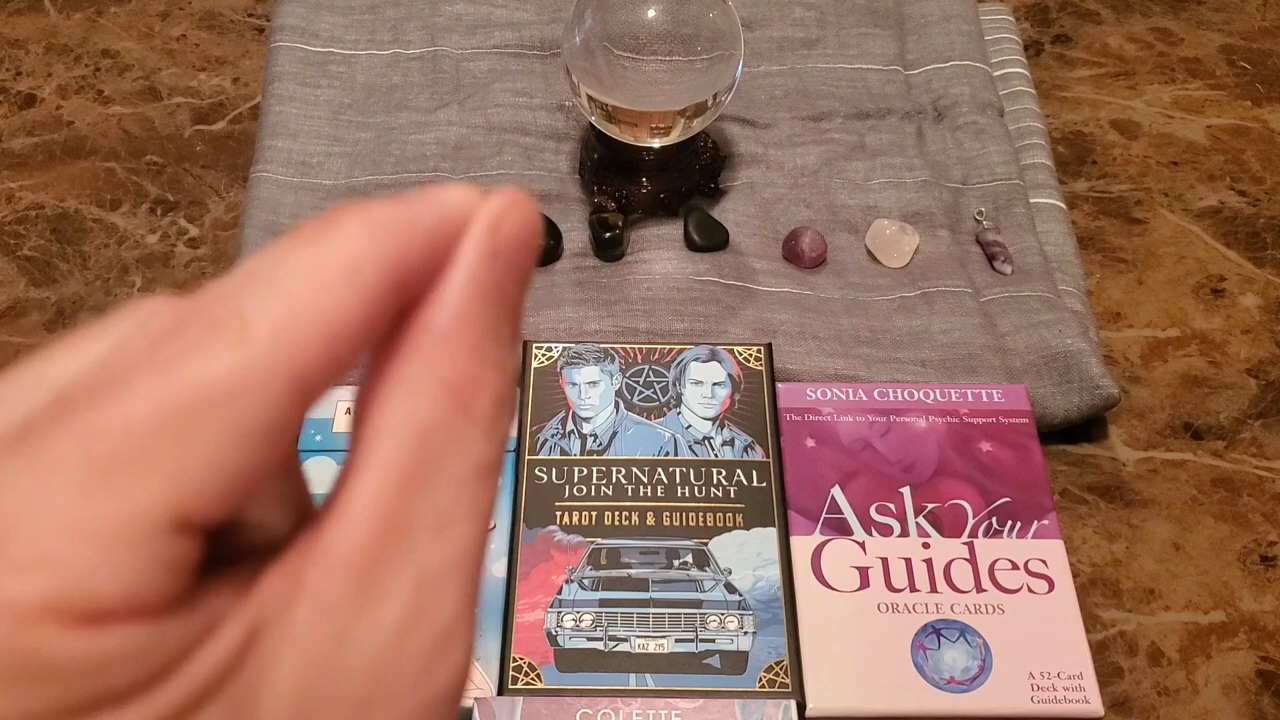 A
SUPERNATURAL
JOIN THE HUNT
TAROT DECK & GUIDEBOOK
KAZ 2Y5
SONIA CHOQUETTE
The Direct Link to Your Personal Psychic Support System
Ask Your
Guides
ORACLE CARDS
A 52-Card
Deck with
Guidebook
COLETTE